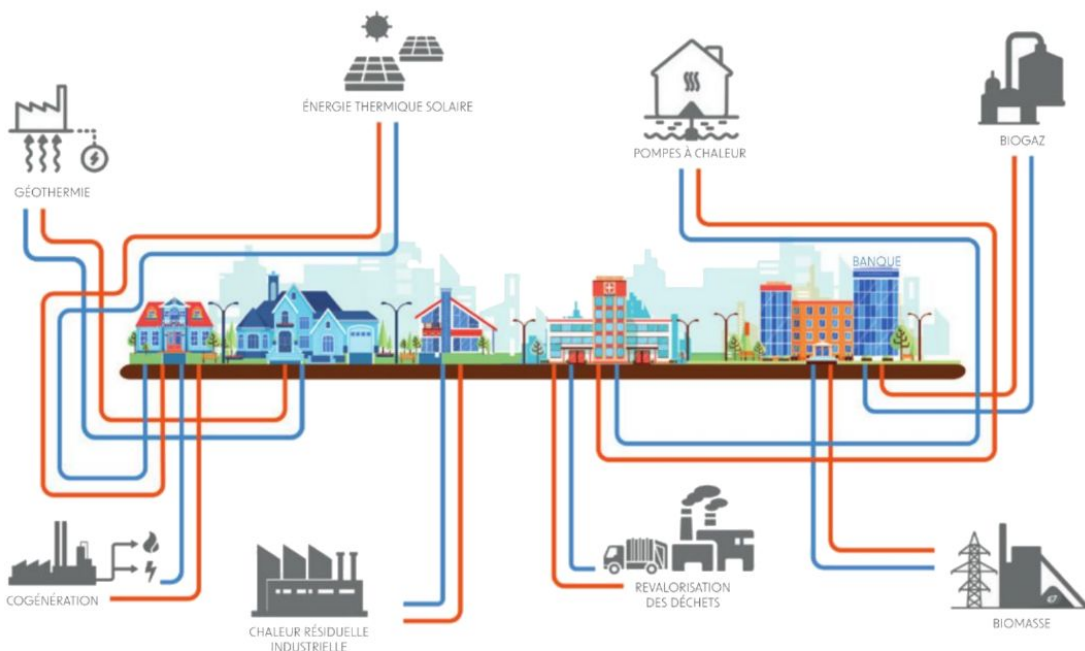 ÉNERGIE THERMIQUE SOLAIRE
POMPES À CHALEUR
BIOGAZ
GÉOTHERMIE
BANQUE
COGÉNÉRATION
CHALEUR RÉSIDUELLE
INDUSTRIELLE
REVALORISATION
DES DÉCHETS
BIOMASSE